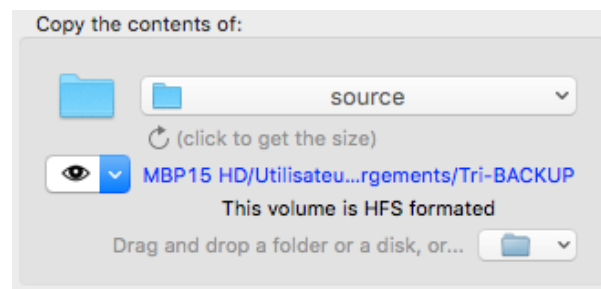 Copy the contents of:
source
(click to get the size)
MBP15 HD/Utilisateu...rgements/Tri-BACKUP
This volume is HFS formated
Drag and drop a folder or a disk, or...